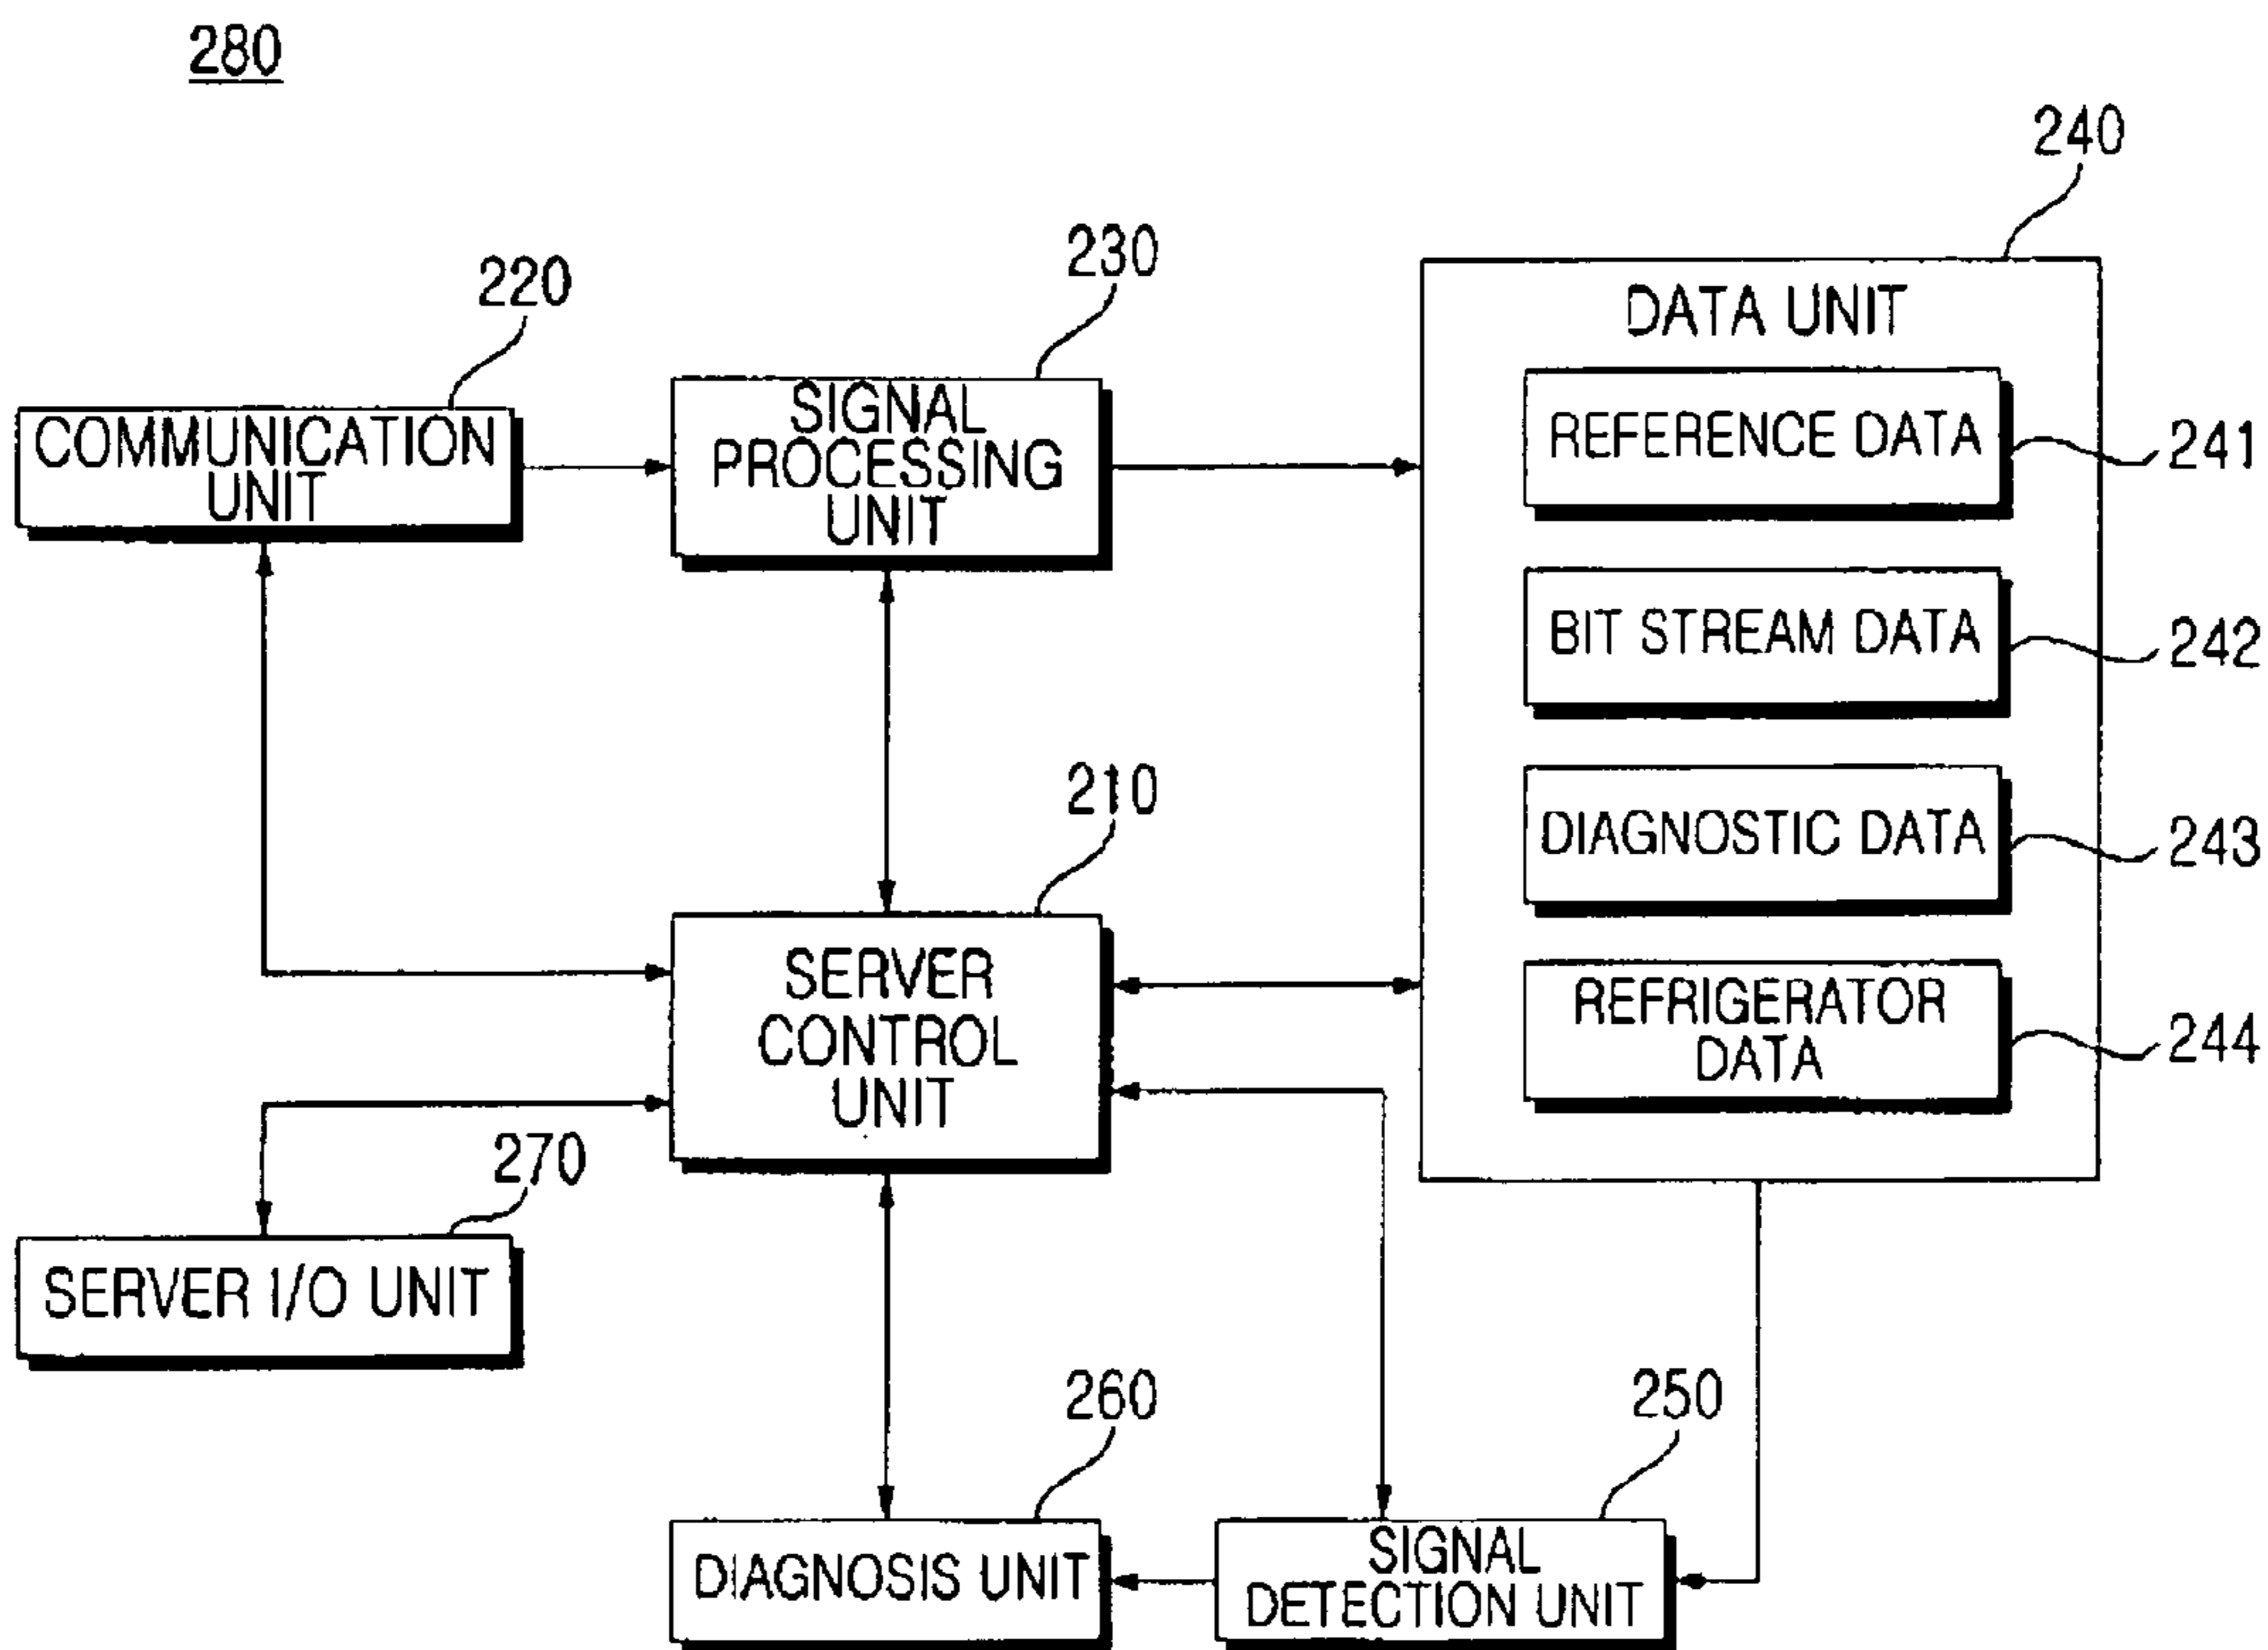 280
240
230
220
DATA UNIT
SIGNAL
PROCESSING
UNIT
COMMUNICATION
UNIT
REFERENCE DATA
241
BIT STREAM DATA
242
210
DIAGNOSTIC DATA
243
SERVER
CONTROL
UNIT
REFRIGERATOR
DATA
244
270
SERVER I/O UNIT
260
250
DIAGNOSIS UNIT
SIGNAL
DETECTION UNIT